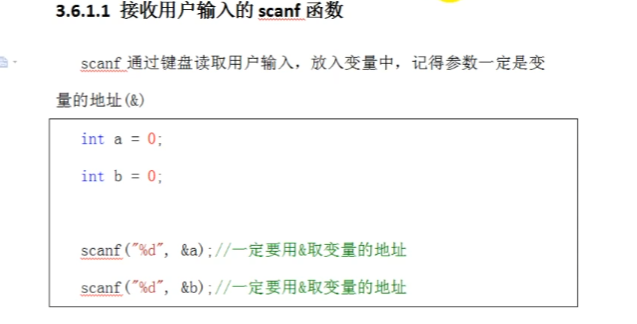 3.6.1.1 接收用户输入的 scanf 函数
scanf 通过键盘读取用户输入，放入变量中，记得参数一定是变
量的地址(&)
int a = 0;
int b = 0;
scanf("%d", &a);//一定要用&取变量的地址
scanf("%d", &b);//一定要用&取变量的地址